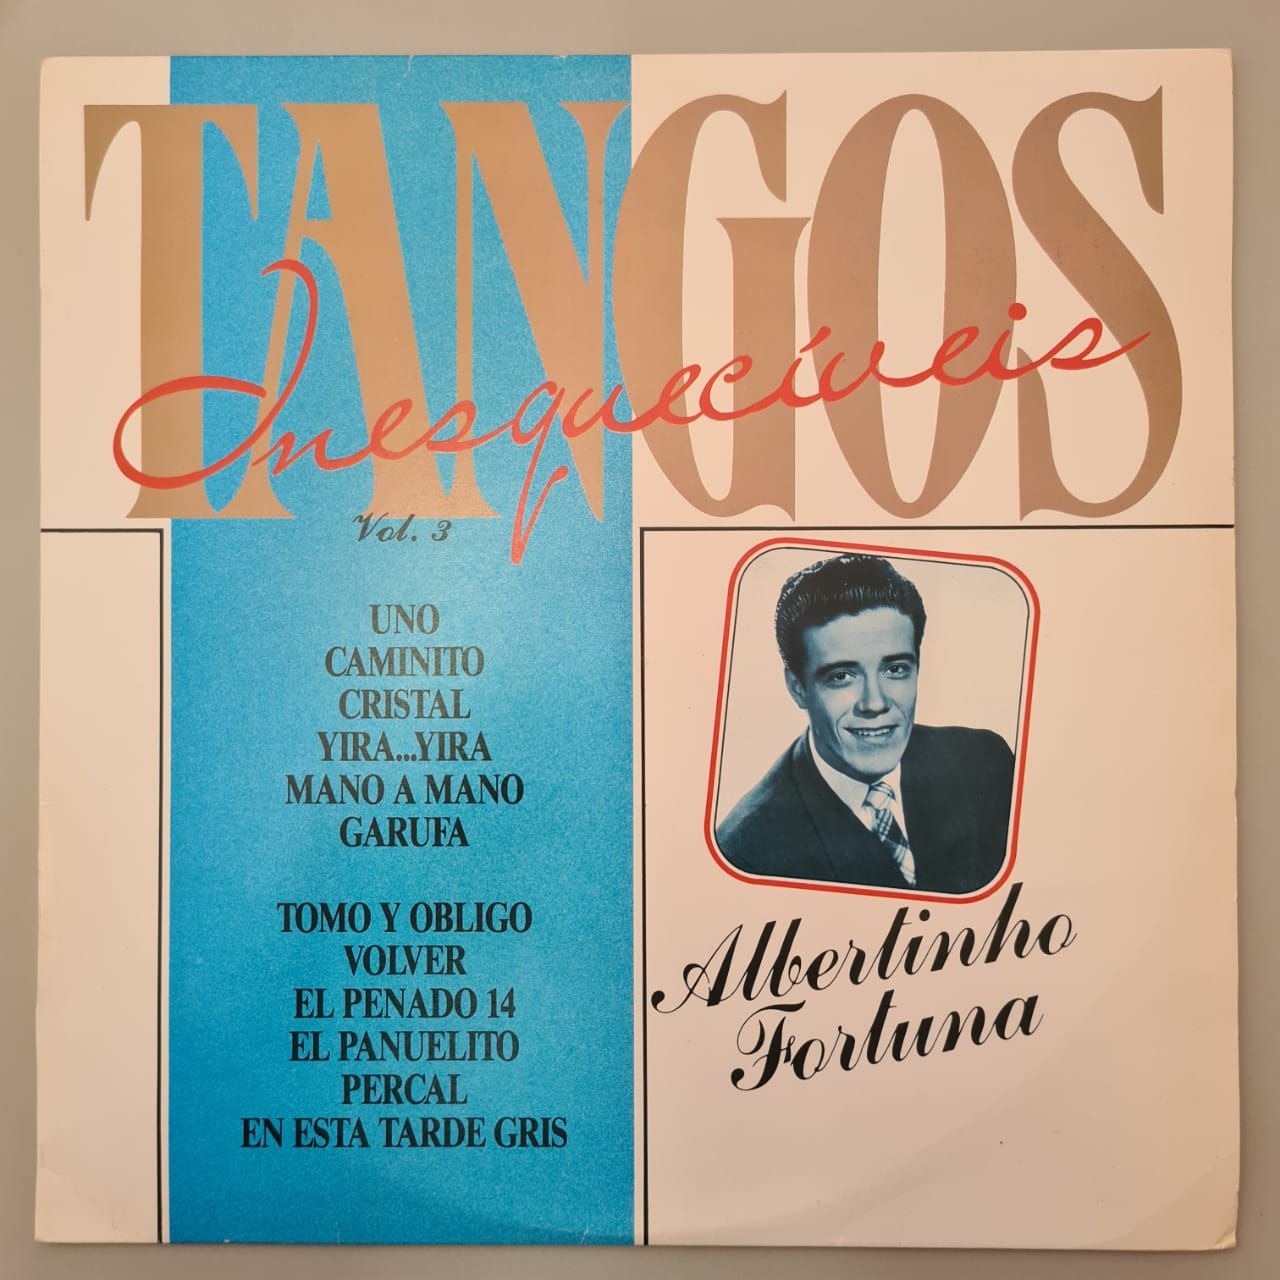 TANGOS
Inesquecíveis
Vol. 3
UNO
CAMINITO
CRISTAL
YIRA...YIRA
MANO A MANO
GARUFA
TOMO Y OBLIGO
VOLVER
EL PENADO 14
EL PANUELITO
PERCAL
EN ESTA TARDE GRIS
Albertinho
Fortuna